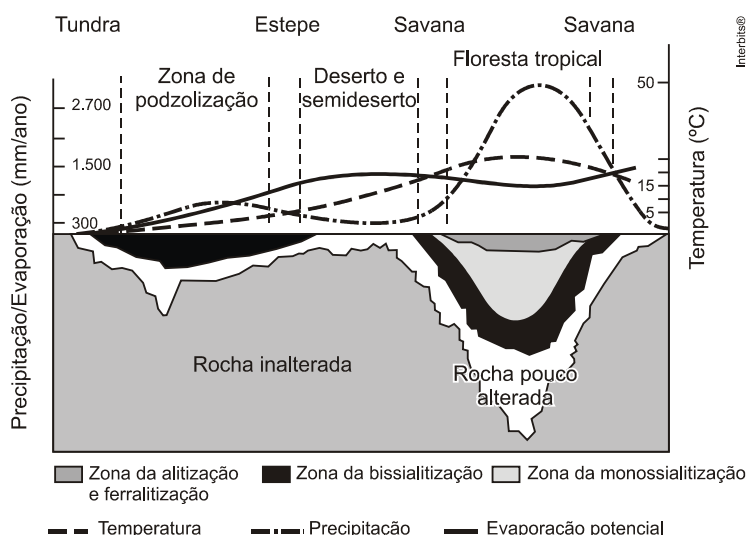 Tundra
Estepe
Savana
Savana
Floresta tropical
Zona de
podzolização
Deserto e
semideserto
Interbits®
Precipitação/Evaporação (mm/ano)
2.700
1.500
300
50
15
5
Temperatura (ºC)
Rocha inalterada
Rocha pouco
alterada
Zona da alitização
e ferralitização
Zona da bissialitização
Zona da monossialitização
Temperatura
Precipitação
Evaporação potencial